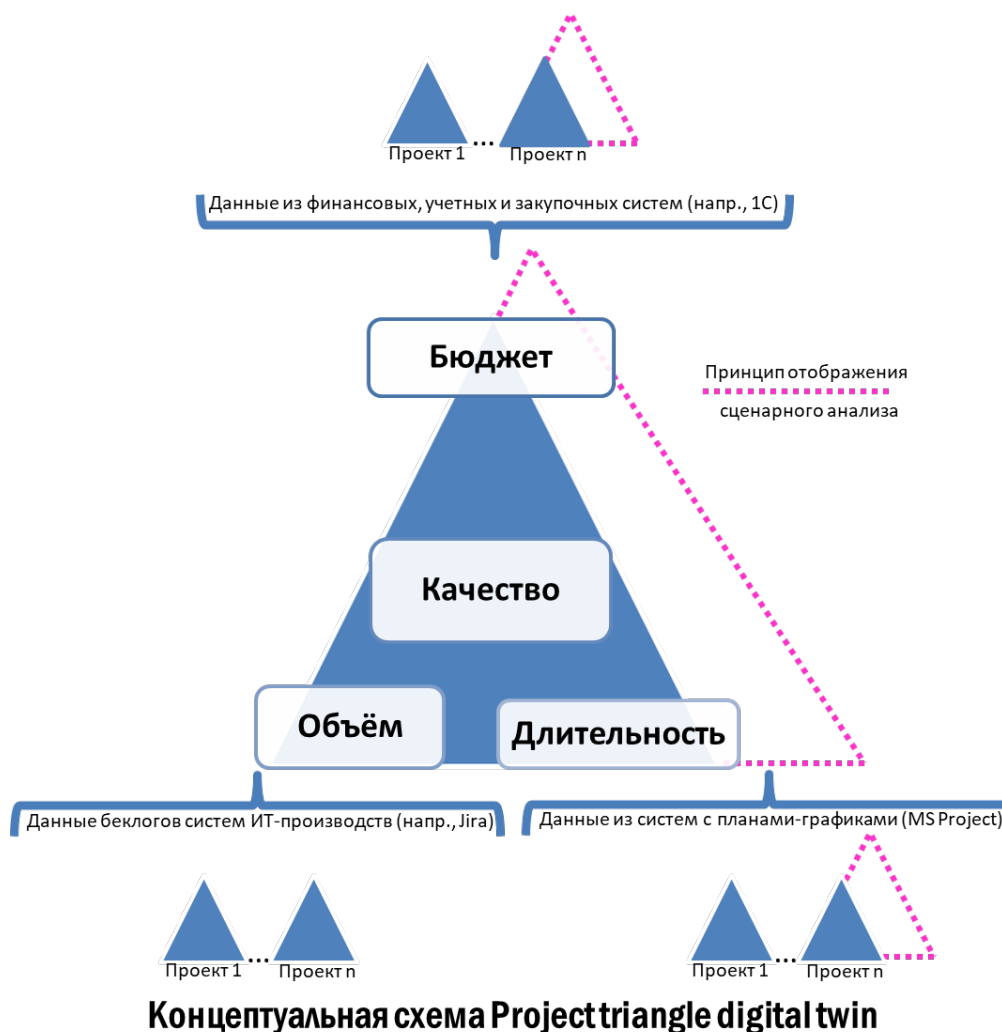 Проект 1 ... Проект n
Данные из финансовых, учетных и закупочных систем (напр., 1С)
Бюджет
Принцип отображения
сценарного анализа
Качество
Объём
Длительность
Данные беклогов систем ИТ-производств (напр., Jira)
Данные из систем с планами-графиками (MS Project)
Проект 1 ... Проект n
Проект 1 ... Проект n
Концептуальная схема Project triangle digital twin